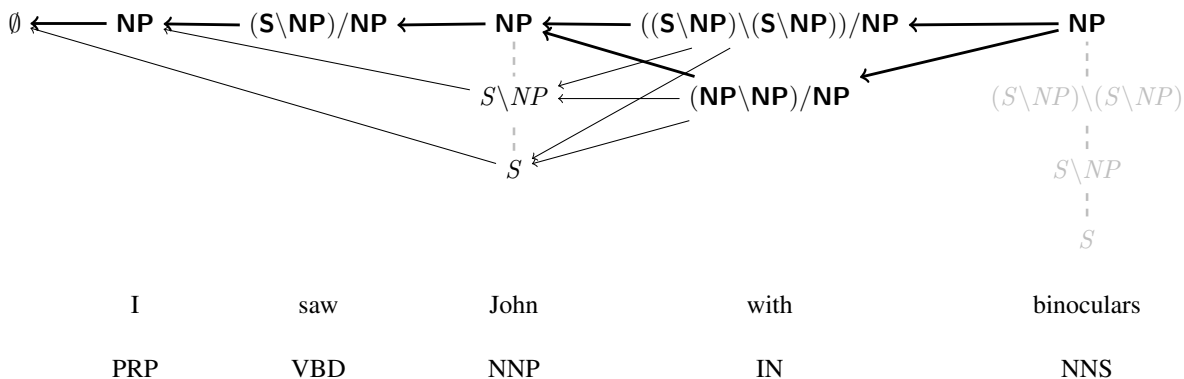 ∅ NP (S\NP)/NP NP ((S\NP)\(S\NP))/NP NP
S\NP (NP\NP)/NP (S\NP)\(S\NP)
S S\NP
S
I saw John with binoculars
PRP VBD NNP IN NNS